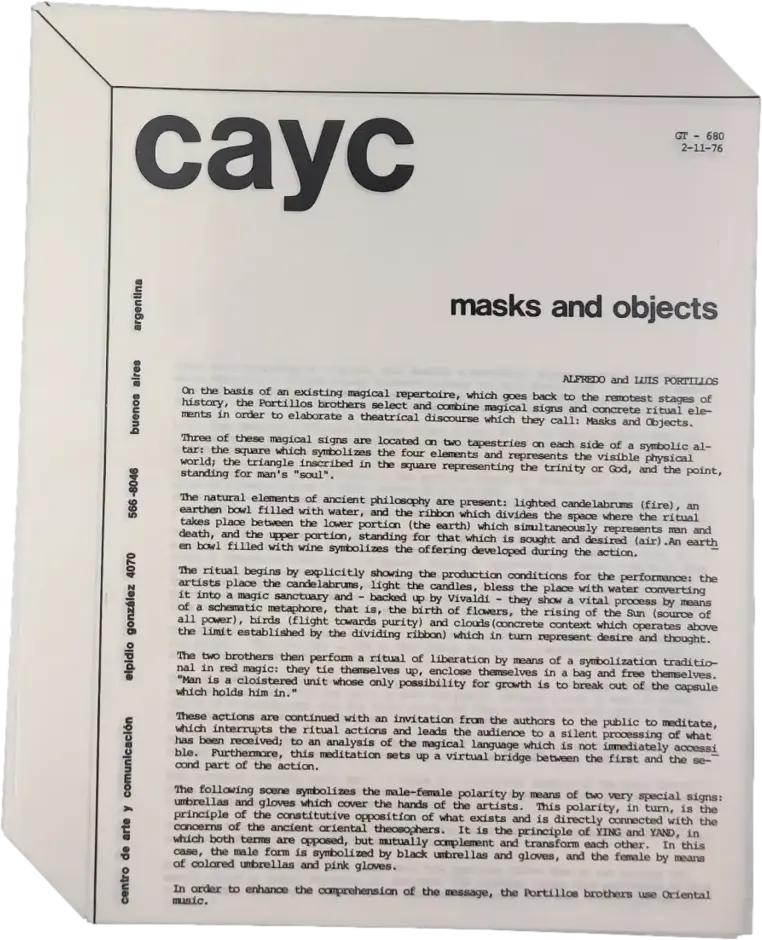 cayc
GT - 680
2-11-76
masks and objects
ALFREDO and LUIS PORTILLOS
On the basis of an existing magical repertoire, which goes back to the remotest stages of
history, the Portillos brothers select and combine magical signs and concrete ritual ele-
ments in order to elaborate a theatrical discourse which they call: Masks and Objects.
Three of these magical signs are located on two tapestries on each side of a symbolic al-
tar: the square which symbolizes the four elements and represents the visible physical
world; the triangle inscribed in the square representing the trinity or God, and the point,
standing for man's "soul".
The natural elements of ancient philosophy are present: lighted candelabrums (fire), an
earthen bowl filled with water, and the ribbon which divides the space where the ritual
takes place between the lower portion (the earth) which simultaneously represents man and
death, and the upper portion, standing for that which is sought and desired (air).An earth
en bowl filled with wine symbolizes the offering developed during the action.
The ritual begins by explicitly showing the production conditions for the performance: the
artists place the candelabrums, light the candles, bless the place with water converting
it into a magic sanctuary and - backed up by Vivaldi - they show a vital process by means
of a schematic metaphore, that is, the birth of flowers, the rising of the Sun (source of
all power), birds (flight towards purity) and clouds(concrete context which operates above
the limit established by the dividing ribbon) which in turn represent desire and thought.
The two brothers then perform a ritual of liberation by means of a symbolization traditio-
nal in red magic: they tie themselves up, enclose themselves in a bag and free themselves.
"Man is a cloistered unit whose only possibility for growth is to break out of the capsule
which holds him in."
These actions are continued with an invitation from the authors to the public to meditate,
which interrupts the ritual actions and leads the audience to a silent processing of what
has been received; to an analysis of the magical language which is not immediately accessi
ble. Furthermore, this meditation sets up a virtual bridge between the first and the se-
cond part of the action.
The following scene symbolizes the male-female polarity by means of two very special signs:
umbrellas and gloves which cover the hands of the artists. This polarity, in turn, is the
principle of the constitutive opposition of what exists and is directly connected with the
concerns of the ancient oriental theosophers. It is the principle of YING and YAND, in
which both terms are opposed, but mutually complement and transform each other. In this
case, the male form is symbolized by black umbrellas and gloves, and the female by means
of colored umbrellas and pink gloves.
In order to enhance the comprehension of the message, the Portillos brothers use Oriental
music.
centro de arte y comunicación elpidio gonzález 4070 566-8046 buenos aires argentina